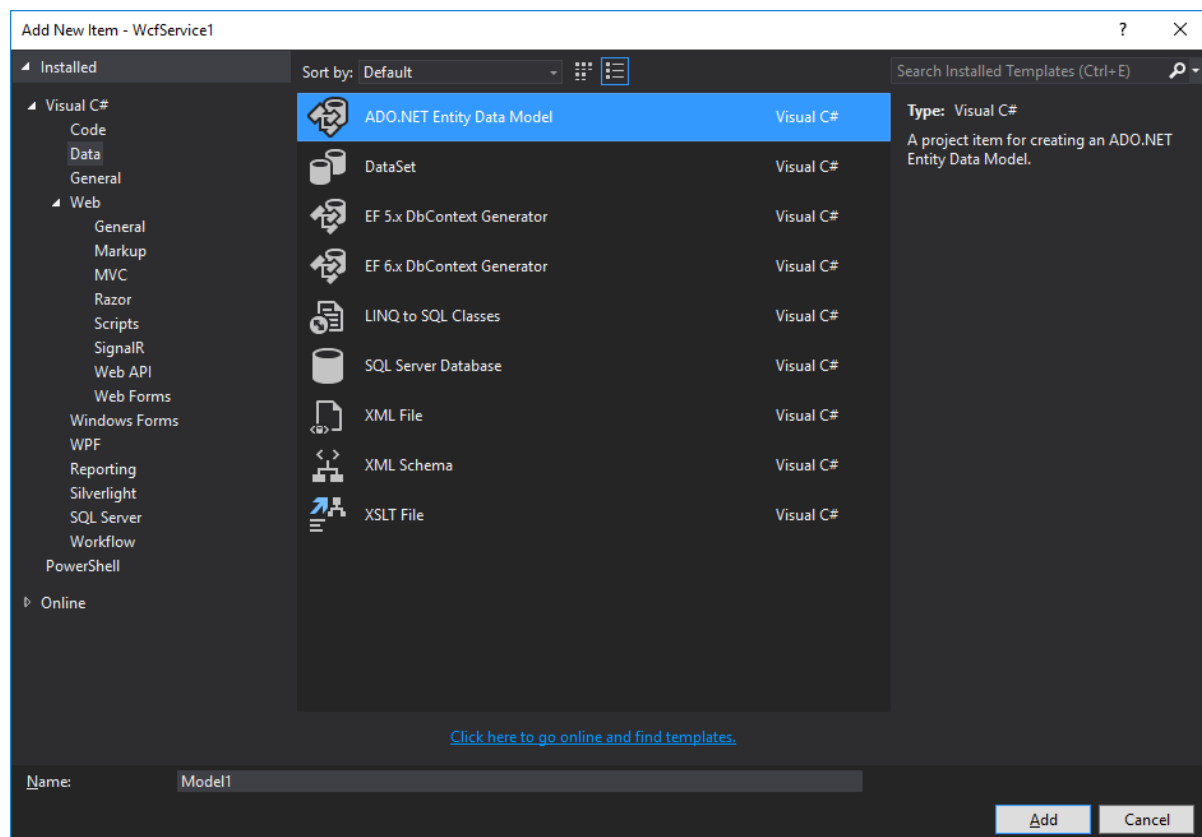 Add New Item - WcfService1
?
Installed
Visual C#
Code
Data
General
Web
General
Markup
MVC
Razor
Scripts
SignalR
Web API
Web Forms
Windows Forms
WPF
Reporting
Silverlight
SQL Server
Workflow
PowerShell
Online
Sort by: Default
ADO.NET Entity Data Model Visual C#
DataSet Visual C#
EF 5.x DbContext Generator Visual C#
EF 6.x DbContext Generator Visual C#
LINQ to SQL Classes Visual C#
SQL Server Database Visual C#
XML File Visual C#
XML Schema Visual C#
XSLT File Visual C#
Click here to go online and find templates.
Search Installed Templates (Ctrl+E)
Type: Visual C#
A project item for creating an ADO.NET
Entity Data Model.
Name: Model1
Add Cancel